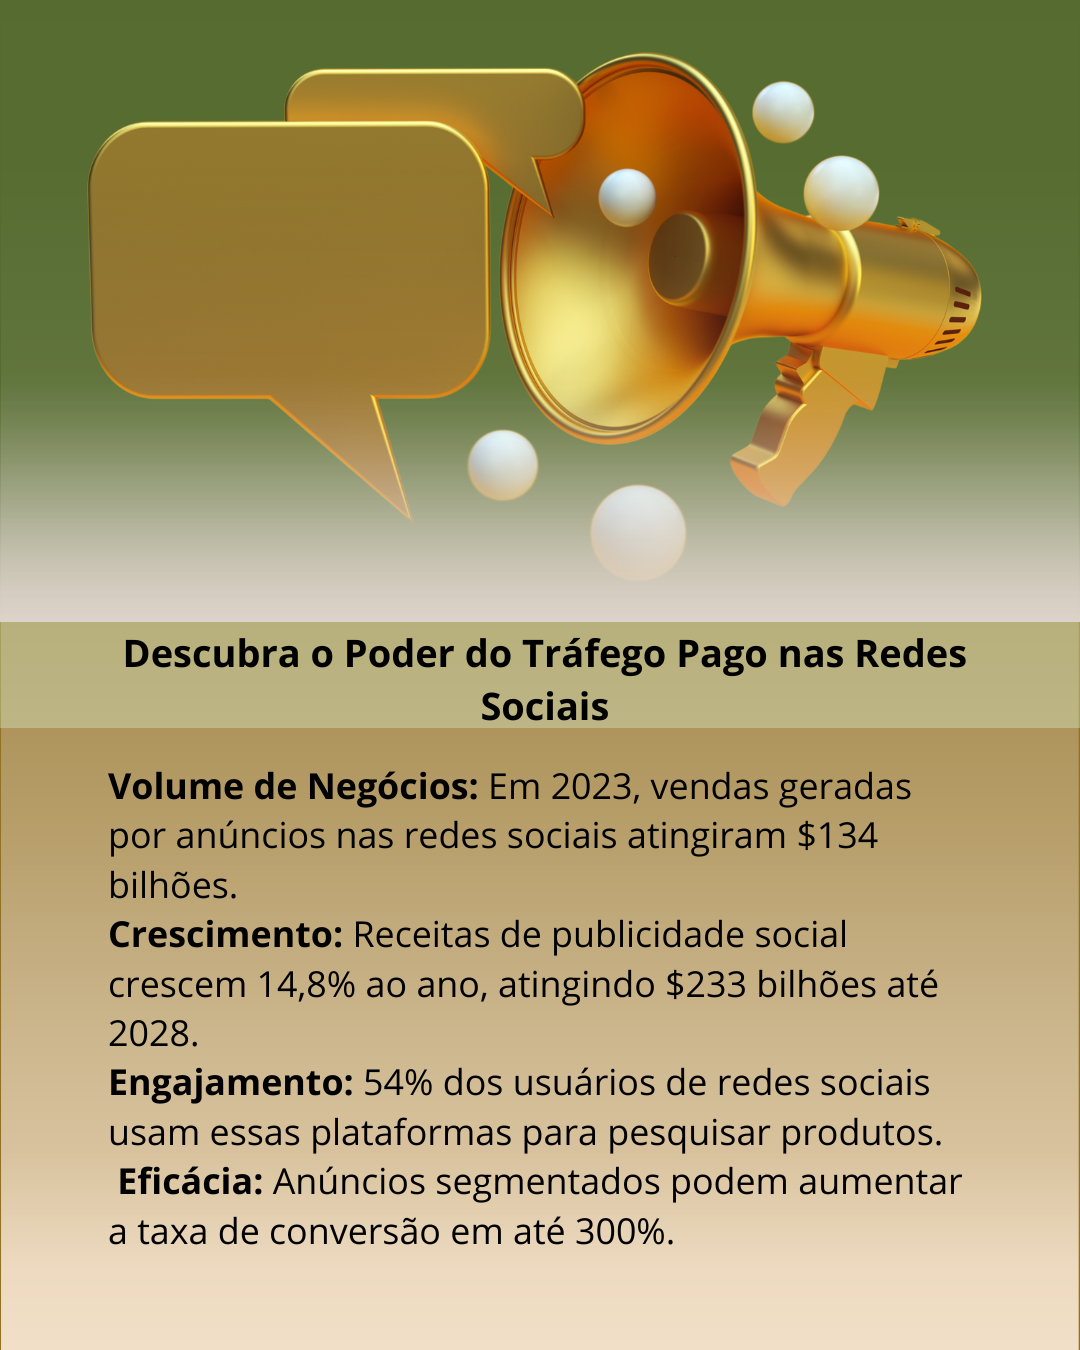 Descubra o Poder do Tráfego Pago nas Redes
Sociais
Volume de Negócios: Em 2023, vendas geradas
por anúncios nas redes sociais atingiram $134
bilhões.
Crescimento: Receitas de publicidade social
crescem 14,8% ao ano, atingindo $233 bilhões até
2028.
Engajamento: 54% dos usuários de redes sociais
usam essas plataformas para pesquisar produtos.
Eficácia: Anúncios segmentados podem aumentar
a taxa de conversão em até 300%.